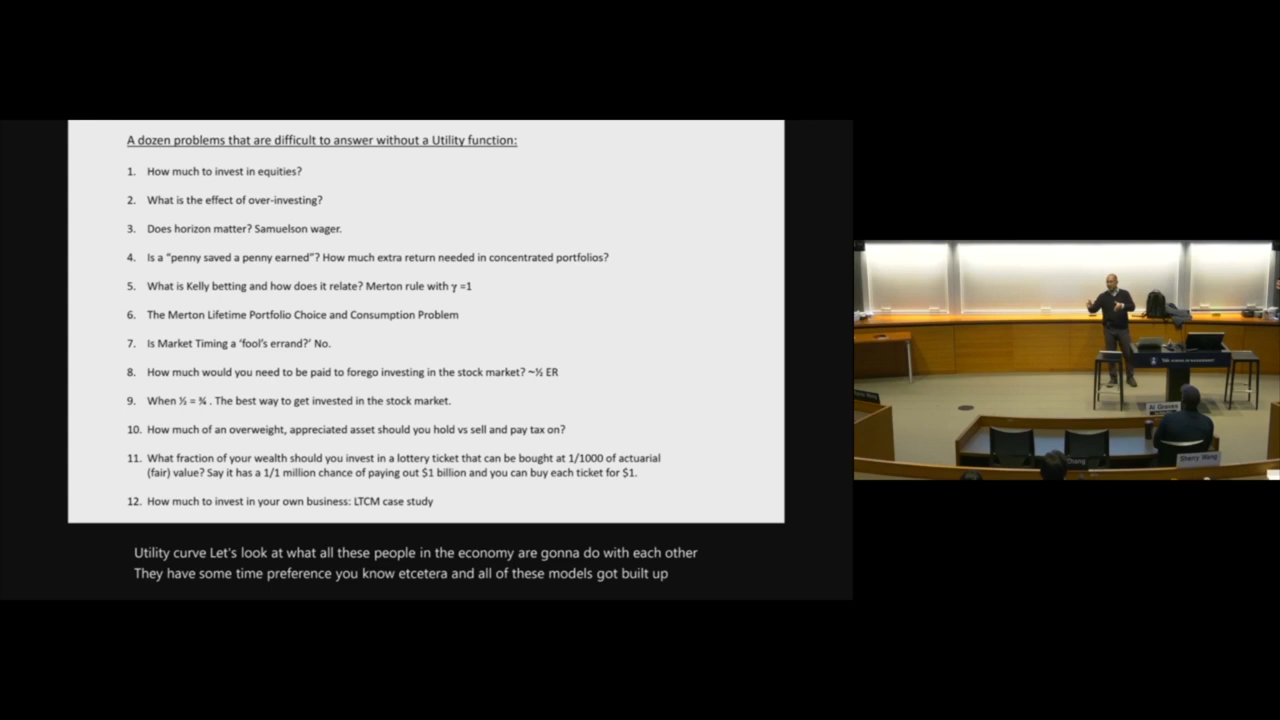 A dozen problems that are difficult to answer without a Utility function:
1. How much to invest in equities?
2. What is the effect of over-investing?
3. Does horizon matter? Samuelson wager.
4. Is a “penny saved a penny earned”? How much extra return needed in concentrated portfolios?
5. What is Kelly betting and how does it relate? Merton rule with γ =1
6. The Merton Lifetime Portfolio Choice and Consumption Problem
7. Is Market Timing a ‘fool’s errand?’ No.
8. How much would you need to be paid to forego investing in the stock market? ~½ ER
9. When ½ = ¾ . The best way to get invested in the stock market.
10. How much of an overweight, appreciated asset should you hold vs sell and pay tax on?
11. What fraction of your wealth should you invest in a lottery ticket that can be bought at 1/1000 of actuarial
(fair) value? Say it has a 1/1 million chance of paying out $1 billion and you can buy each ticket for $1.
12. How much to invest in your own business: LTCM case study
Utility curve Let's look at what all these people in the economy are gonna do with each other
They have some time preference you know etcetera and all of these models got built up
Al Graves
Sherry Wang